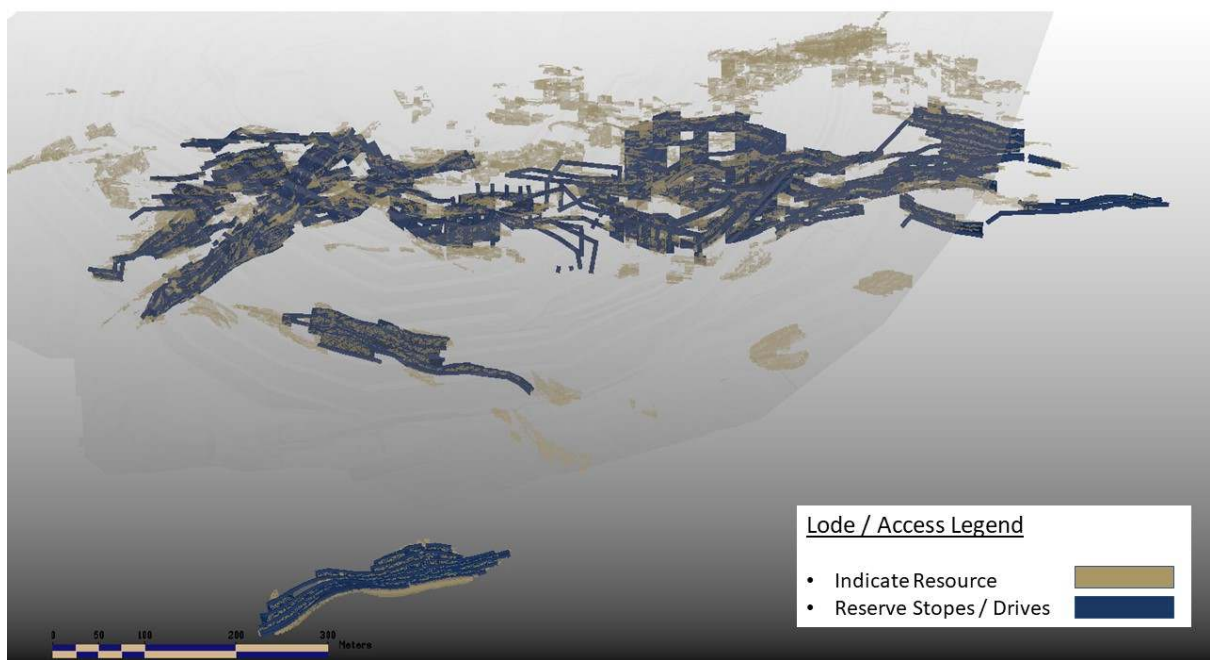 Lode / Access Legend
• Indicate Resource
• Reserve Stopes / Drives
0 50 100 200 300
Meters